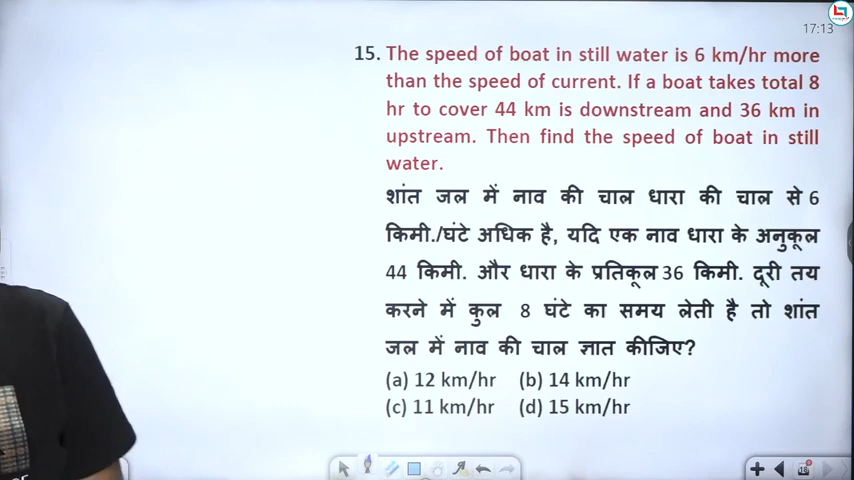 17:13
15. The speed of boat in still water is 6 km/hr more
than the speed of current. If a boat takes total 8
hr to cover 44 km is downstream and 36 km in
upstream. Then find the speed of boat in still
water.
शांत जल में नाव की चाल धारा की चाल से 6
किमी./घंटे अधिक है, यदि एक नाव धारा के अनुकूल
44 किमी. और धारा के प्रतिकूल 36 किमी. दूरी तय
करने में कुल 8 घंटे का समय लेती है तो शांत
जल में नाव की चाल ज्ञात कीजिए?
(a) 12 km/hr (b) 14 km/hr
(c) 11 km/hr (d) 15 km/hr
18